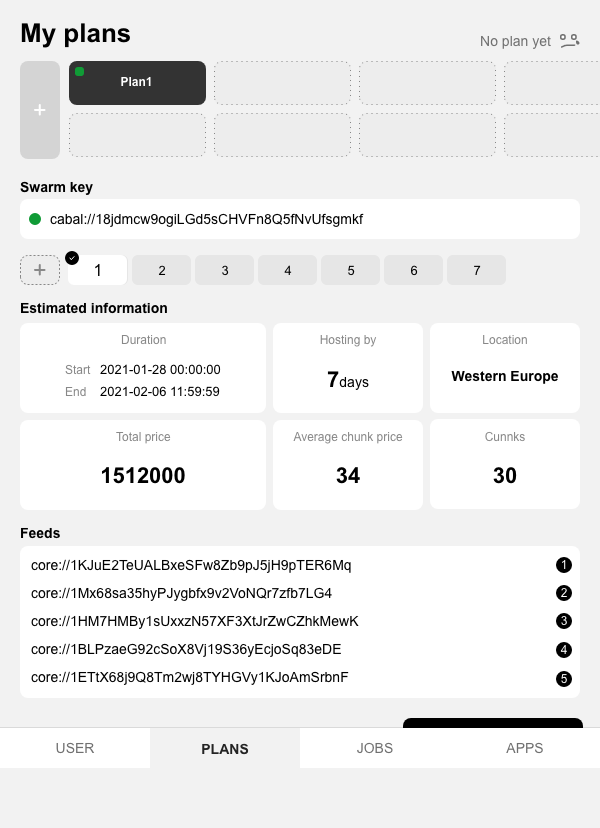 My plans
No plan yet
+
Plan1
Swarm key
cabal://18jdmcw9ogiLGd5sCHVFn8Q5fNvUfsgmkf
+ 1 2 3 4 5 6 7
Estimated information
Duration
Start 2021-01-28 00:00:00
End 2021-02-06 11:59:59
Hosting by
7days
Location
Western Europe
Total price
1512000
Average chunk price
34
Cunnks
30
Feeds
core://1KJuE2TeUALBxeSFw8Zb9pJ5jH9pTER6Mq 1
core://1Mx68sa35hyPJygbfx9v2VoNQr7zfb7LG4 2
core://1HM7HMBy1sUxxzN57XF3XtJrZwCZhkMewK 3
core://1BLPzaeG92cSoX8Vj19S36yEcjoSq83eDE 4
core://1ETtX68j9Q8Tm2wj8TYHGVy1KJoAmSrbnF 5
USER PLANS JOBS APPS